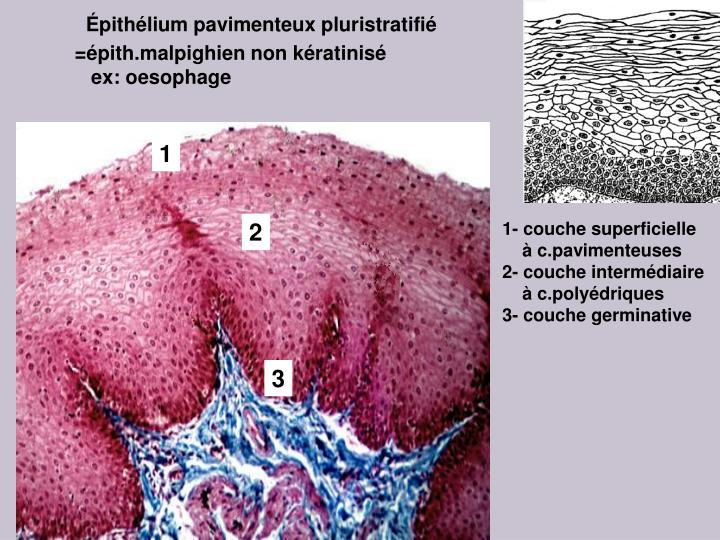 Épithélium pavimenteux pluristratifié
=épith.malpighien non kératinisé
ex: oesophage
1
2
3
1- couche superficielle
à c.pavimenteuses
2- couche intermédiaire
à c.polyédriques
3- couche germinative